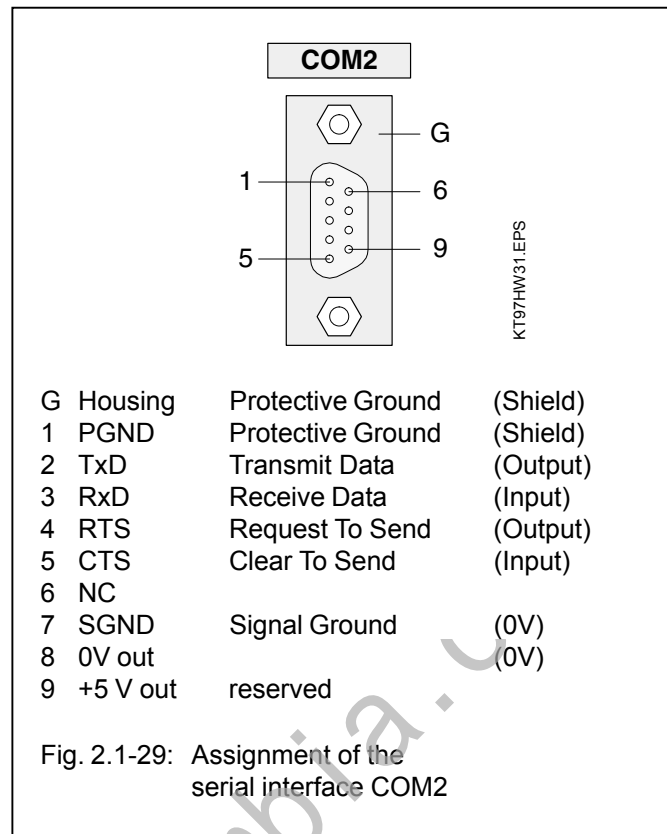 COM2
G
1
6
5
9
KT97HW31.EPS
G Housing Protective Ground (Shield)
1 PGND Protective Ground (Shield)
2 TxD Transmit Data (Output)
3 RxD Receive Data (Input)
4 RTS Request To Send (Output)
5 CTS Clear To Send (Input)
6 NC
7 SGND Signal Ground (0V)
8 0V out (0V)
9 +5 V out reserved
Fig. 2.1-29: Assignment of the
serial interface COM2